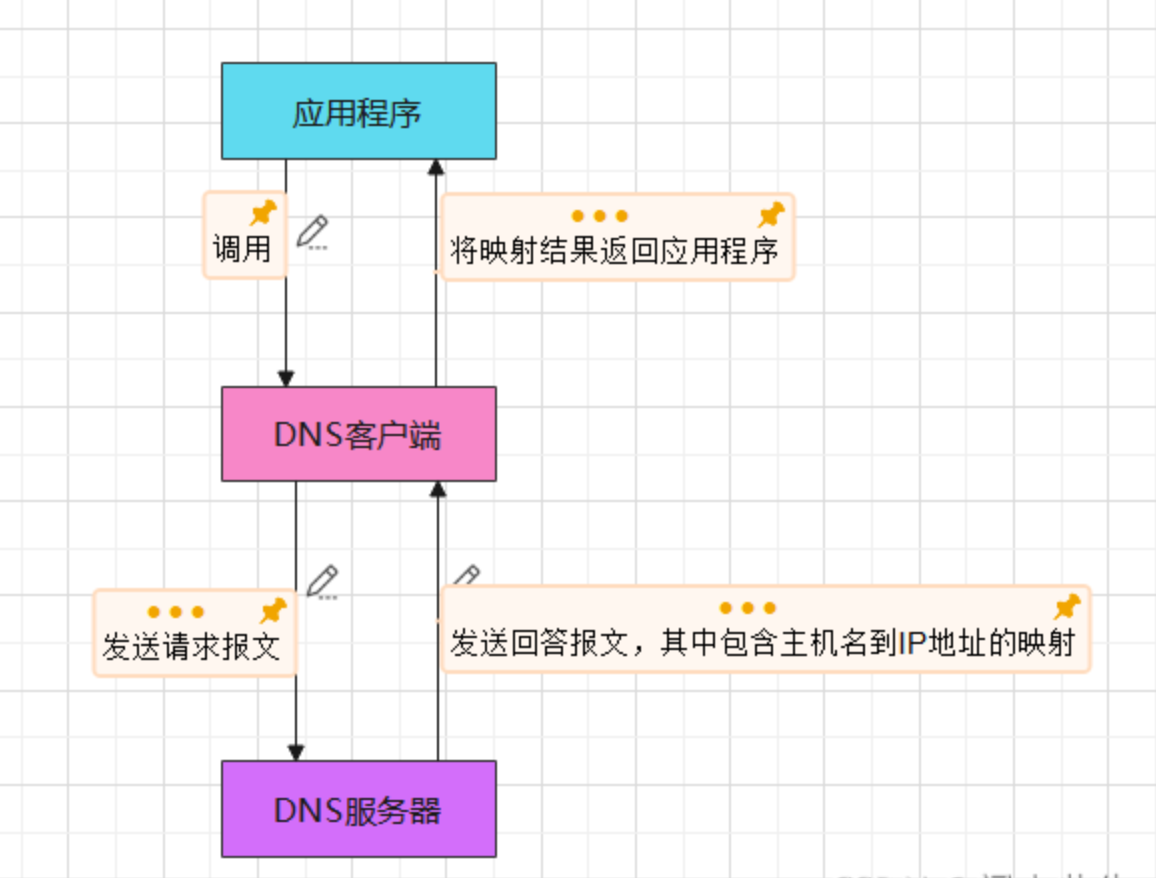 应用程序
调用
将映射结果返回应用程序
DNS客户端
发送请求报文
发送回答报文，其中包含主机名到IP地址的映射
DNS服务器